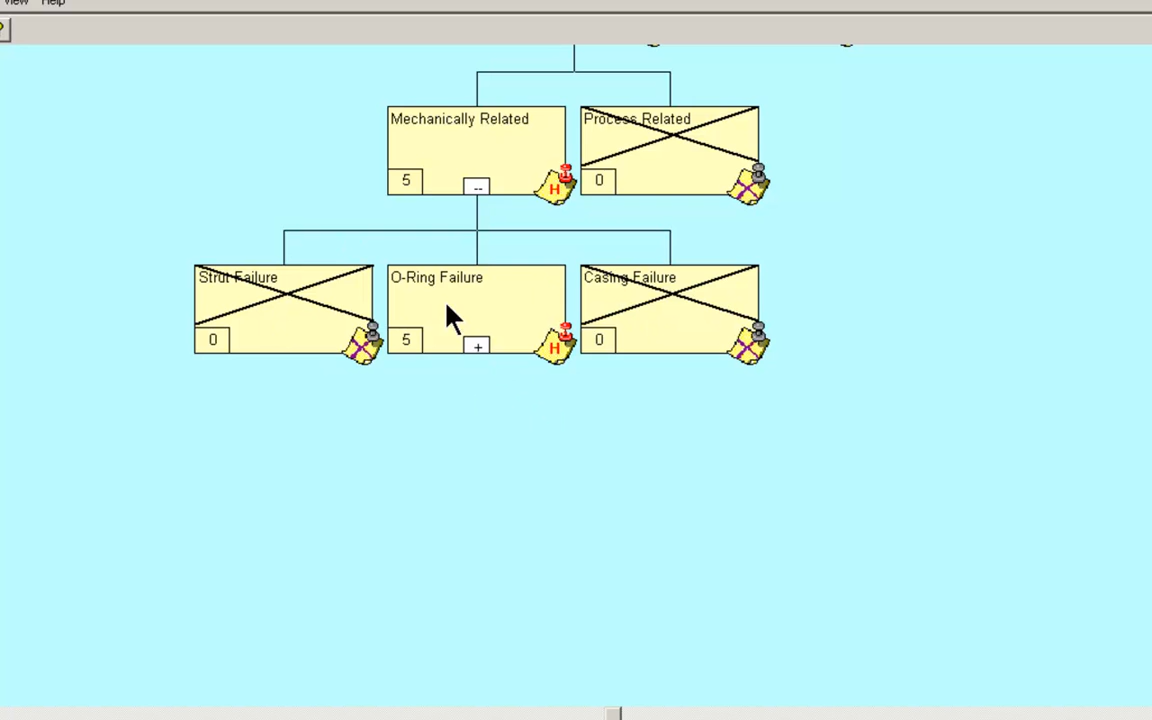 View Help
?
Mechanically Related
Process Related
5
--
H
0
Strut Failure
O-Ring Failure
Casing Failure
0
5
+
H
0